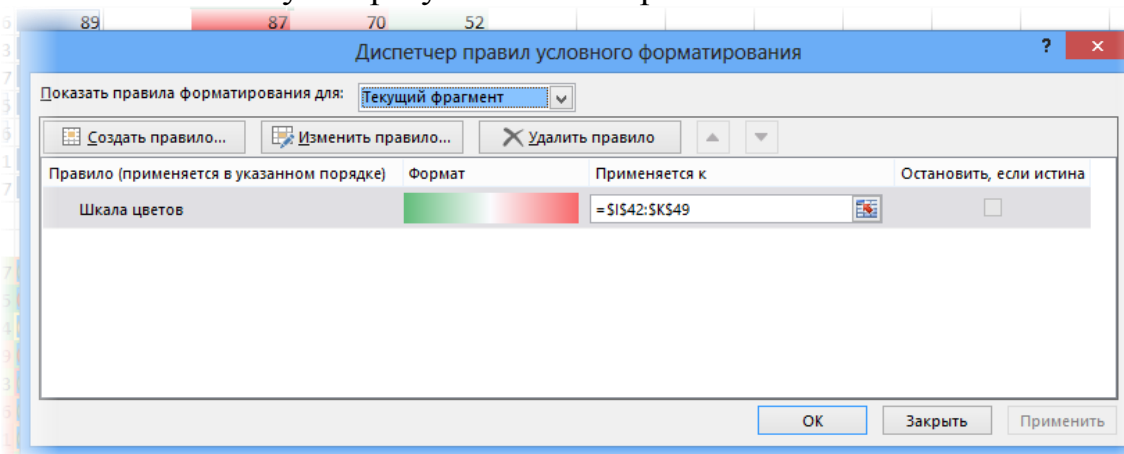 89 87 70 52
Диспетчер правил условного форматирования ? ×
Показать правила форматирования для: Текущий фрагмент
Создать правило... Изменить правило... Удалить правило
Правило (применяется в указанном порядке) Формат Применяется к Остановить, если истина
Шкала цветов =$I$42:$K$49
ОК Закрыть Применить